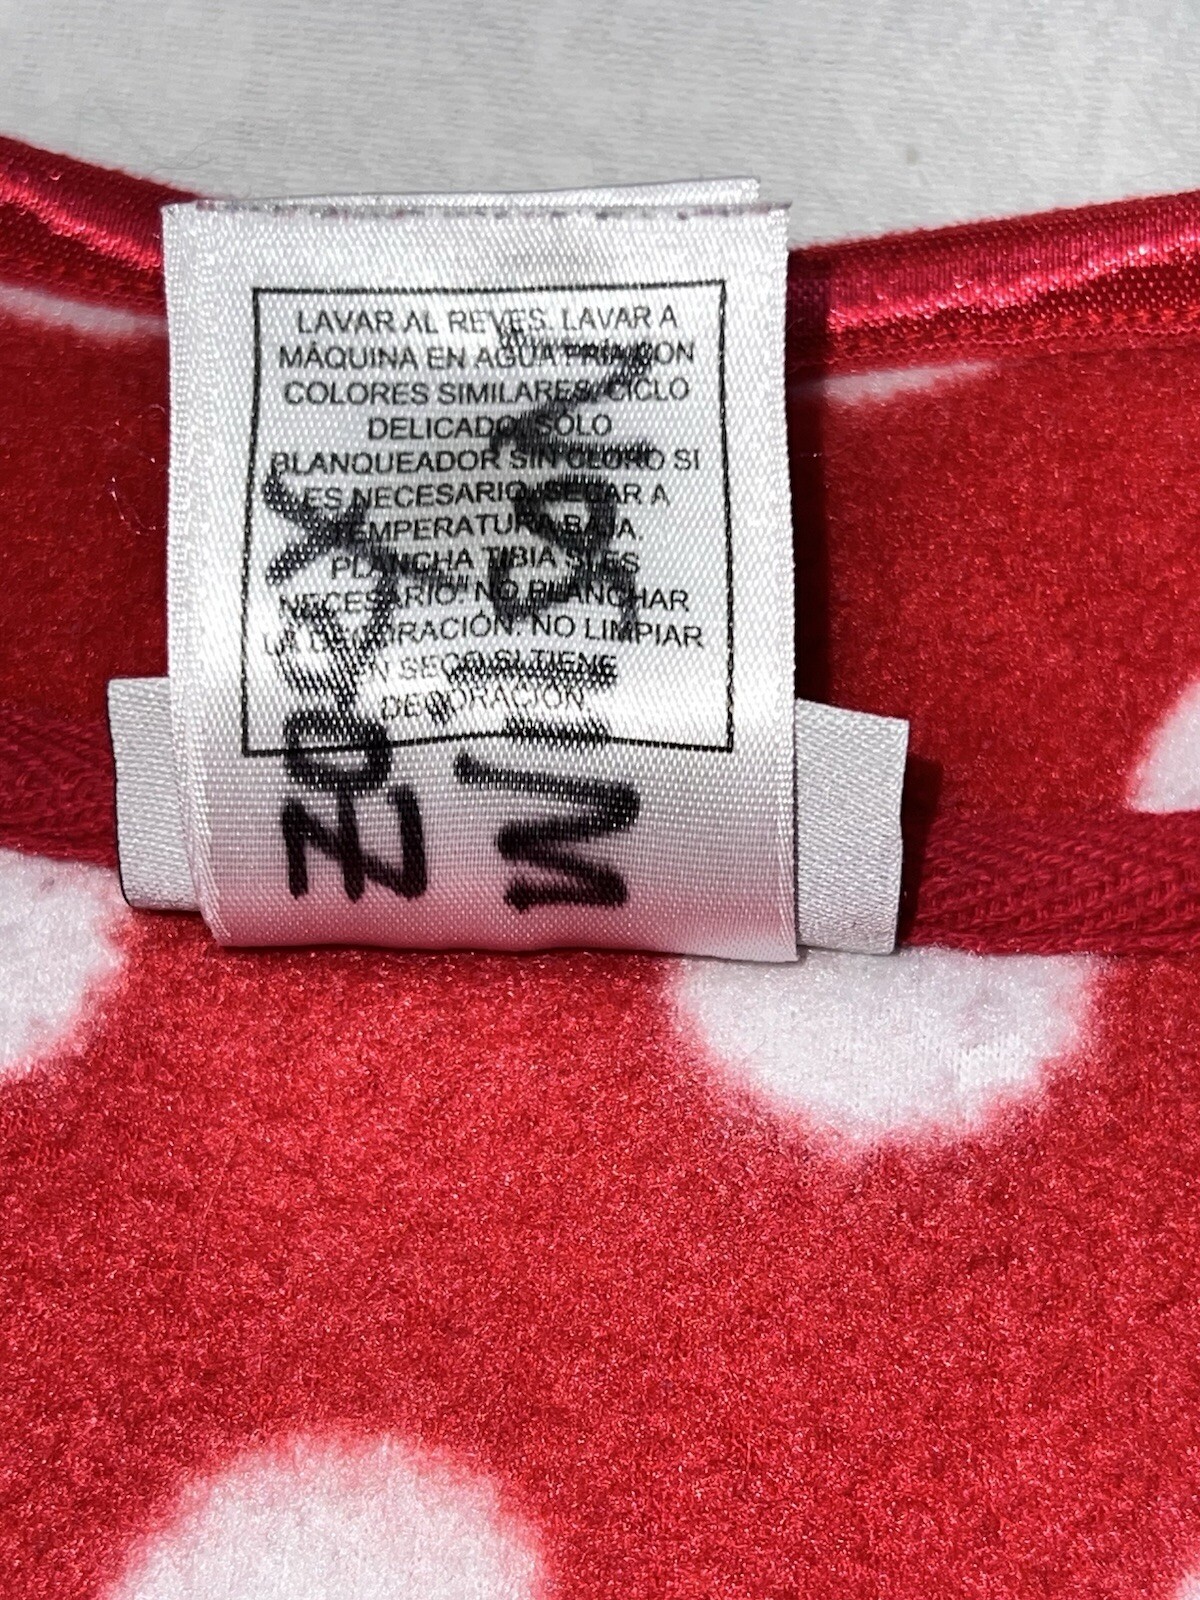 LAVAR AL REVES. LAVAR A
MÁQUINA EN AGUA FRIA CON
COLORES SIMILARES, CICLO
DELICADO, SOLO
BLANQUEADOR SIN CLORO SI
ES NECESARIO, SECAR A
TEMPERATURA BAJA
PLANCHA TIBIA SI ES
NECESARIO" NO PLANCHAR
LA DECORACIÓN. NO LIMPIAR
EN SECO SI TIENE
DECORACIÓN.